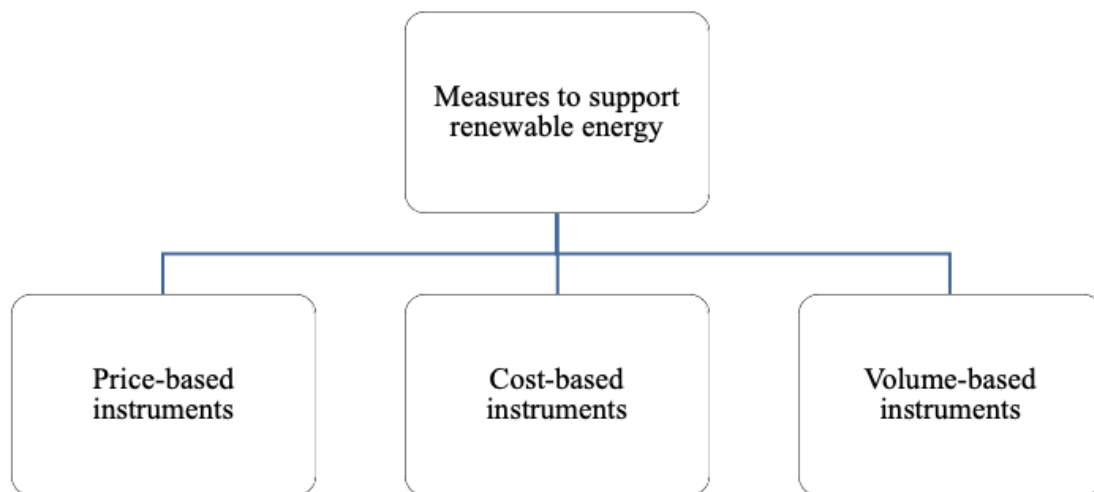 Measures to support
renewable energy
Price-based
instruments
Cost-based
instruments
Volume-based
instruments